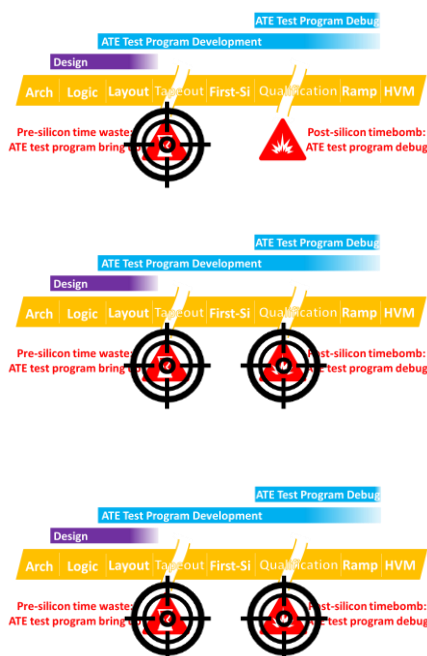 ATE Test Program Debug
ATE Test Program Development
Design
Arch Logic Layout Tapeout First-Si Qualification Ramp HVM
Pre-silicon time waste: Post-silicon timebomb:
ATE test program bring ATE test program debug
ATE Test Program Debug
ATE Test Program Development
Design
Arch Logic Layout Tapeout First-Si Qualification Ramp HVM
Pre-silicon time waste: Post-silicon timebomb:
ATE test program bring ATE test program debug
ATE Test Program Debug
ATE Test Program Development
Design
Arch Logic Layout Tapeout First-Si Qualification Ramp HVM
Pre-silicon time waste: Post-silicon timebomb:
ATE test program bring ATE test program debug